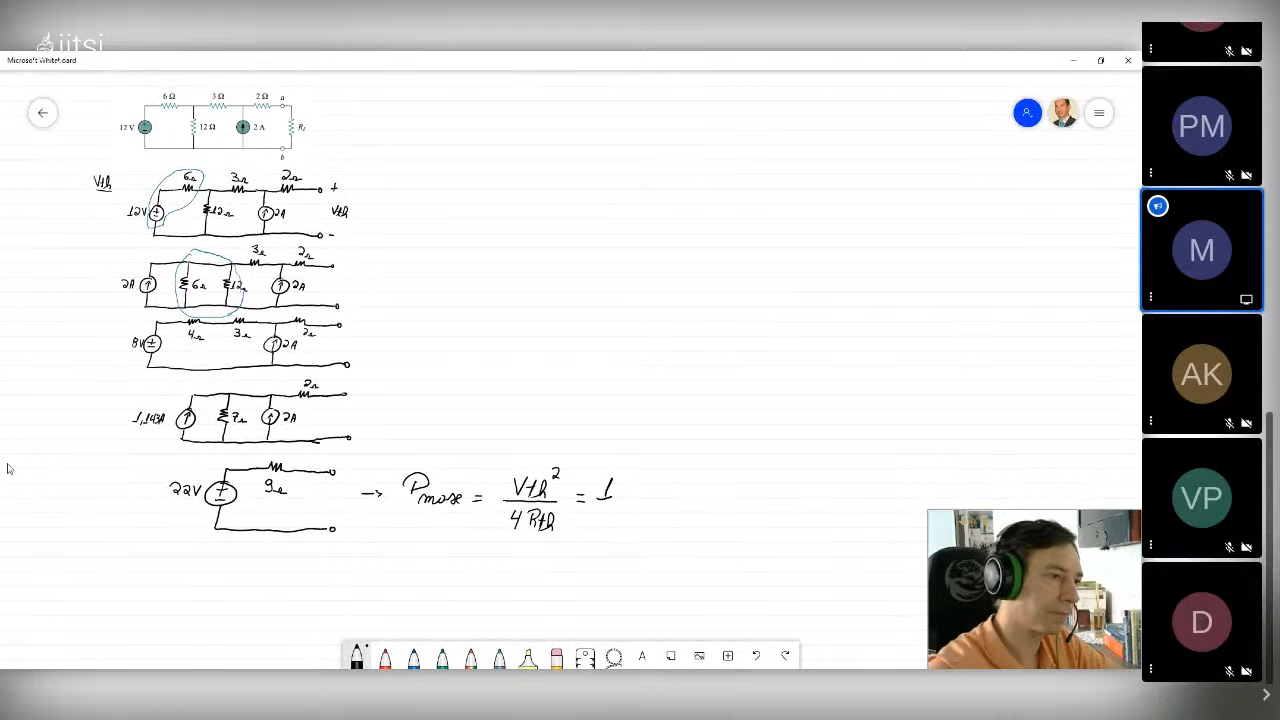 jitsi
Microsoft Whiteboard
6 Ω 3 Ω 2 Ω a
12 V 12 Ω 2 A
b
Vth 6Ω 3Ω 2Ω
12V 12Ω 2A + Vth -
3Ω 2Ω
2A 6Ω 12Ω 2A
8V 4Ω 3Ω 2A 2Ω
2Ω
1,143A 7Ω 2A
22V 9Ω → Pmax = Vth² / 4 Rth = 1
A
PM
M
AK
VP
D